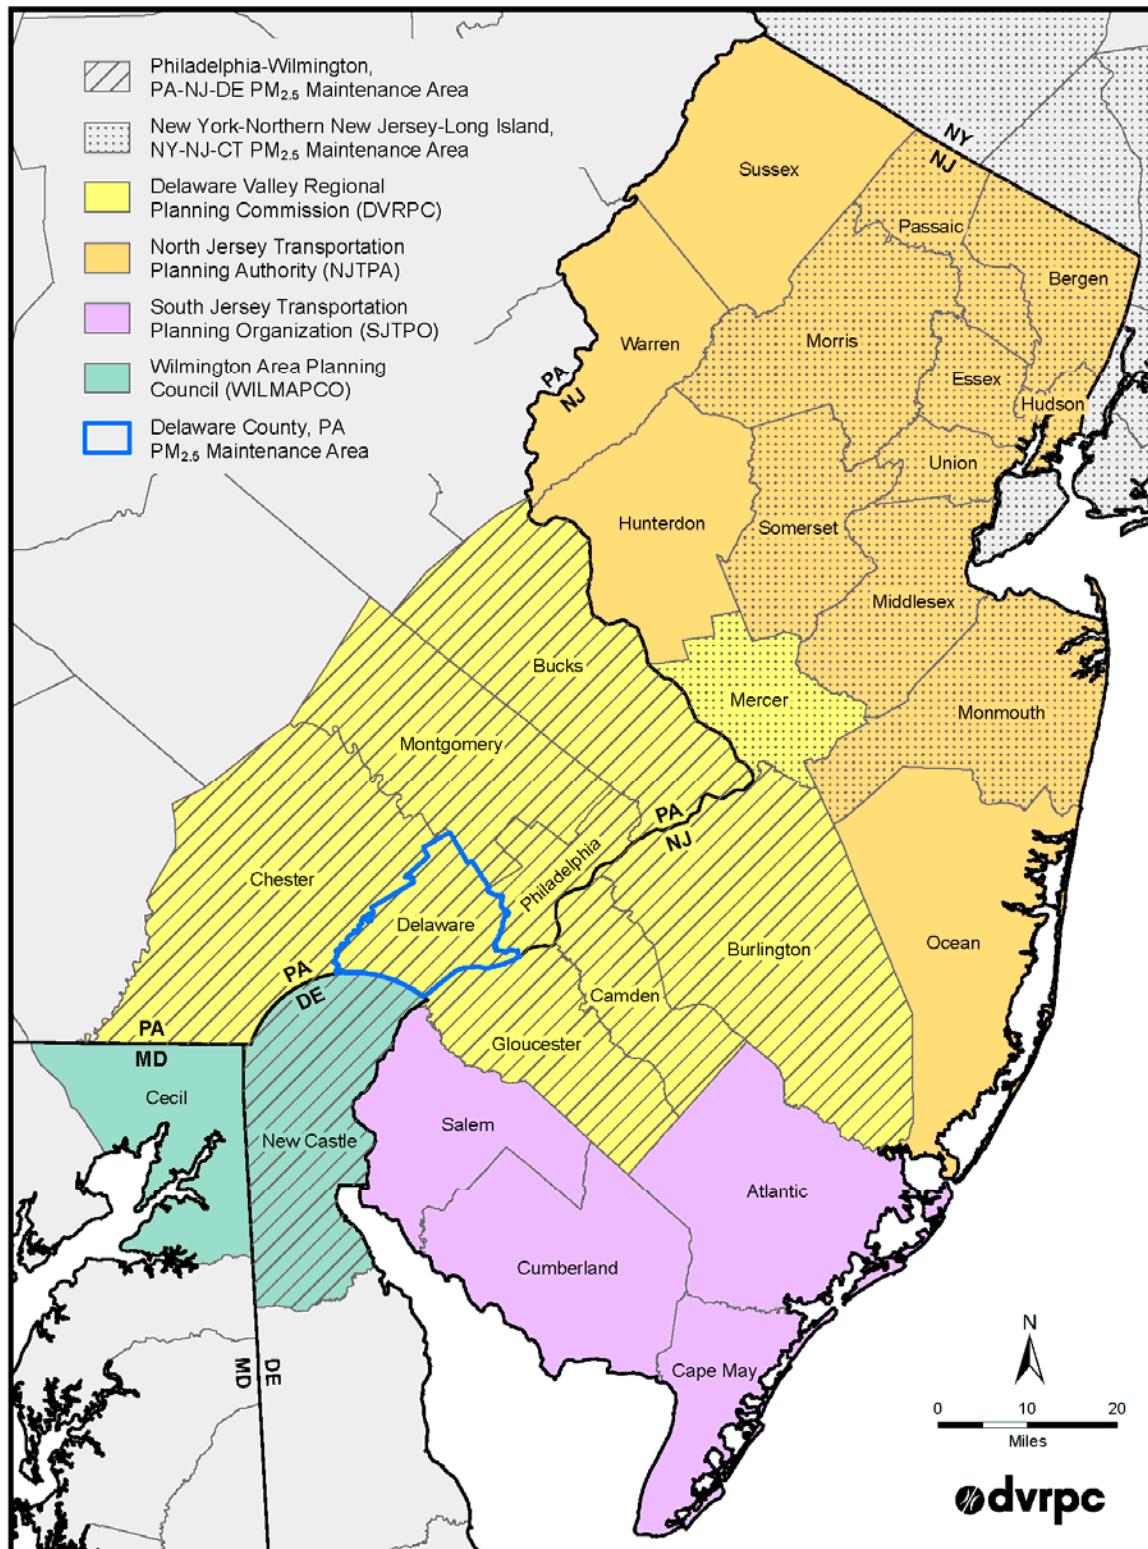 Philadelphia-Wilmington,
PA-NJ-DE PM2.5 Maintenance Area
New York-Northern New Jersey-Long Island,
NY-NJ-CT PM2.5 Maintenance Area
Delaware Valley Regional
Planning Commission (DVRPC)
North Jersey Transportation
Planning Authority (NJTPA)
South Jersey Transportation
Planning Organization (SJTPO)
Wilmington Area Planning
Council (WILMAPCO)
Delaware County, PA
PM2.5 Maintenance Area
NY
NJ
Sussex
Passaic
Bergen
Warren
Morris
PA
NJ
Essex
Hudson
Union
Hunterdon
Somerset
Middlesex
Bucks
Mercer
Monmouth
Montgomery
PA
NJ
Philadelphia
Chester
Delaware
Ocean
Burlington
PA
DE
Camden
Gloucester
PA
MD
Cecil
New Castle
Salem
Atlantic
Cumberland
Cape May
MD
DE
N
0 10 20
Miles
dvrpc